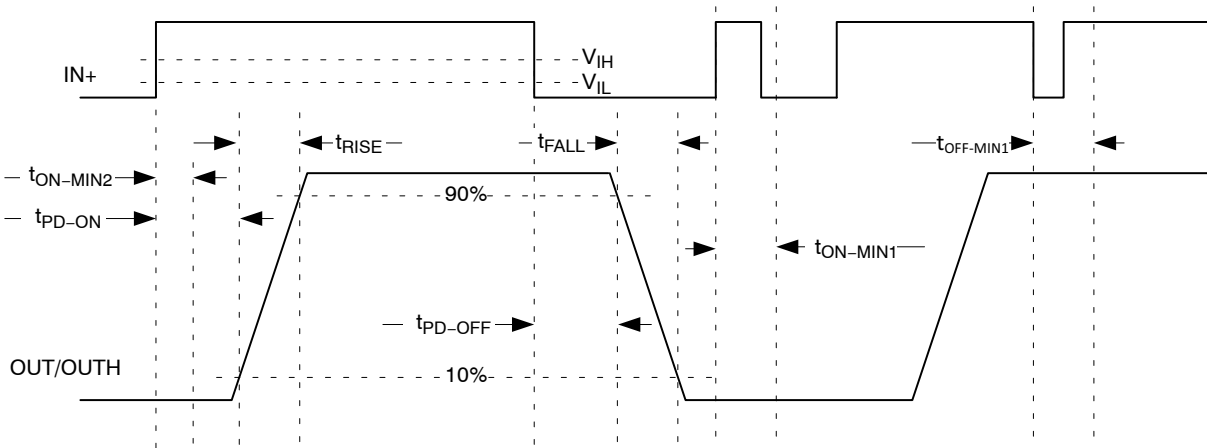 IN+
VIH
VIL
tRISE
tFALL
tOFF-MIN1
tON−MIN2
90%
tPD−ON
tON−MIN1
tPD−OFF
OUT/OUTH
10%